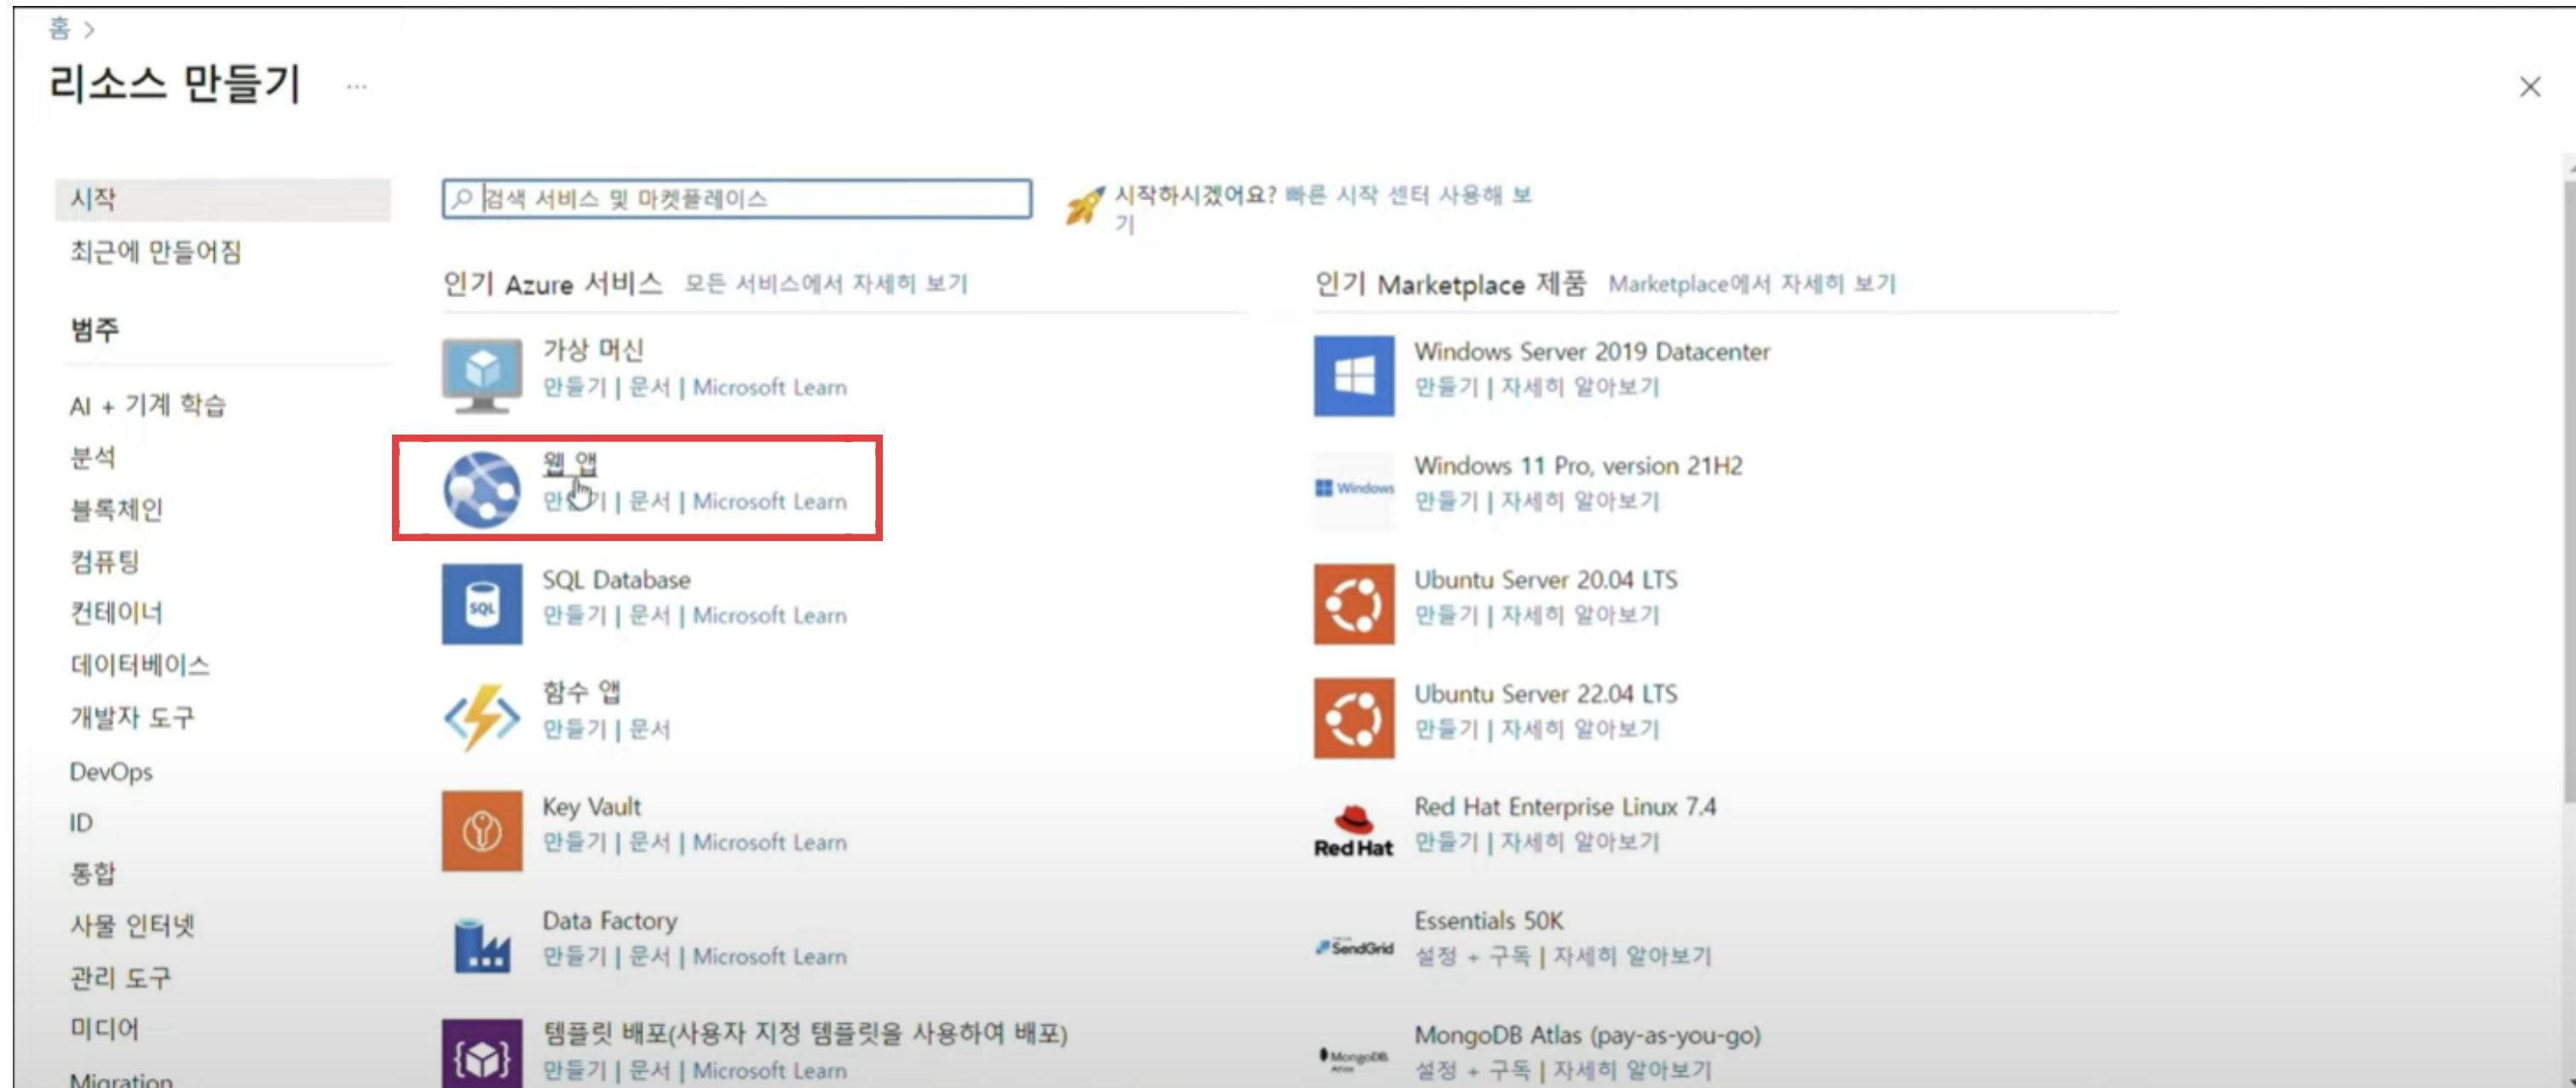 홈 >
리소스 만들기 ...
시작
최근에 만들어짐
범주
AI + 기계 학습
분석
블록체인
컴퓨팅
컨테이너
데이터베이스
개발자 도구
DevOps
ID
통합
사물 인터넷
관리 도구
미디어
Migration
검색 서비스 및 마켓플레이스
시작하시겠어요? 빠른 시작 센터 사용해 보
기
인기 Azure 서비스 모든 서비스에서 자세히 보기
가상 머신
만들기 | 문서 | Microsoft Learn
웹 앱
만들기 | 문서 | Microsoft Learn
SQL
SQL Database
만들기 | 문서 | Microsoft Learn
함수 앱
만들기 | 문서
Key Vault
만들기 | 문서 | Microsoft Learn
Data Factory
만들기 | 문서 | Microsoft Learn
템플릿 배포(사용자 지정 템플릿을 사용하여 배포)
만들기 | 문서 | Microsoft Learn
인기 Marketplace 제품 Marketplace에서 자세히 보기
Windows Server 2019 Datacenter
만들기 | 자세히 알아보기
Windows
Windows 11 Pro, version 21H2
만들기 | 자세히 알아보기
Ubuntu Server 20.04 LTS
만들기 | 자세히 알아보기
Ubuntu Server 22.04 LTS
만들기 | 자세히 알아보기
Red Hat
Red Hat Enterprise Linux 7.4
만들기 | 자세히 알아보기
SendGrid
Essentials 50K
설정 + 구독 | 자세히 알아보기
MongoDB
Atlas
MongoDB Atlas (pay-as-you-go)
설정 + 구독 | 자세히 알아보기